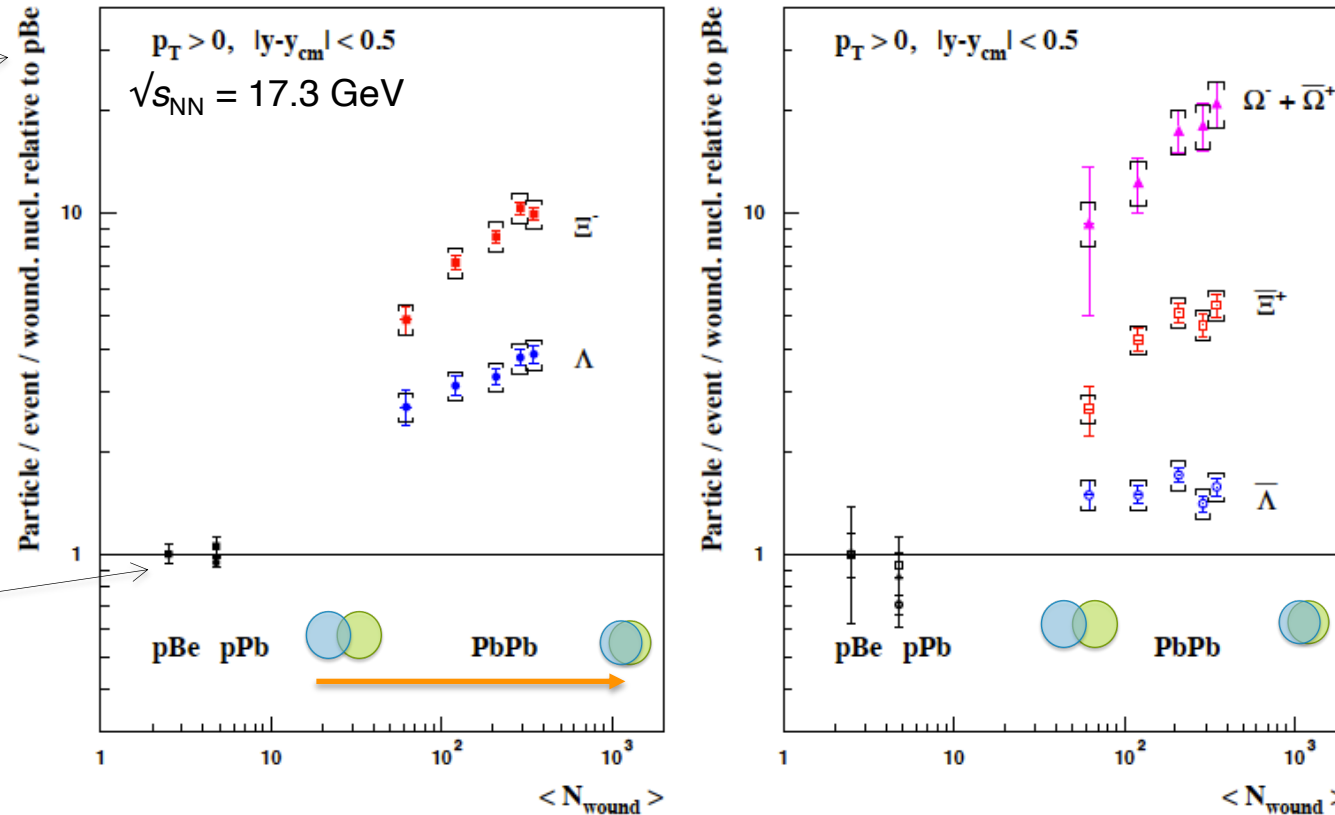 Particle / event / wound. nucl. relative to pBe
p_T > 0, |y-y_cm| < 0.5
√s_NN = 17.3 GeV
10
1
Ξ⁻
Λ
pBe pPb PbPb
1 10 10² 10³
< N_wound >
Particle / event / wound. nucl. relative to pBe
p_T > 0, |y-y_cm| < 0.5
10
1
Ω⁻ + Ω̅⁺
Ξ̅⁺
Λ̅
pBe pPb PbPb
1 10 10² 10³
< N_wound >